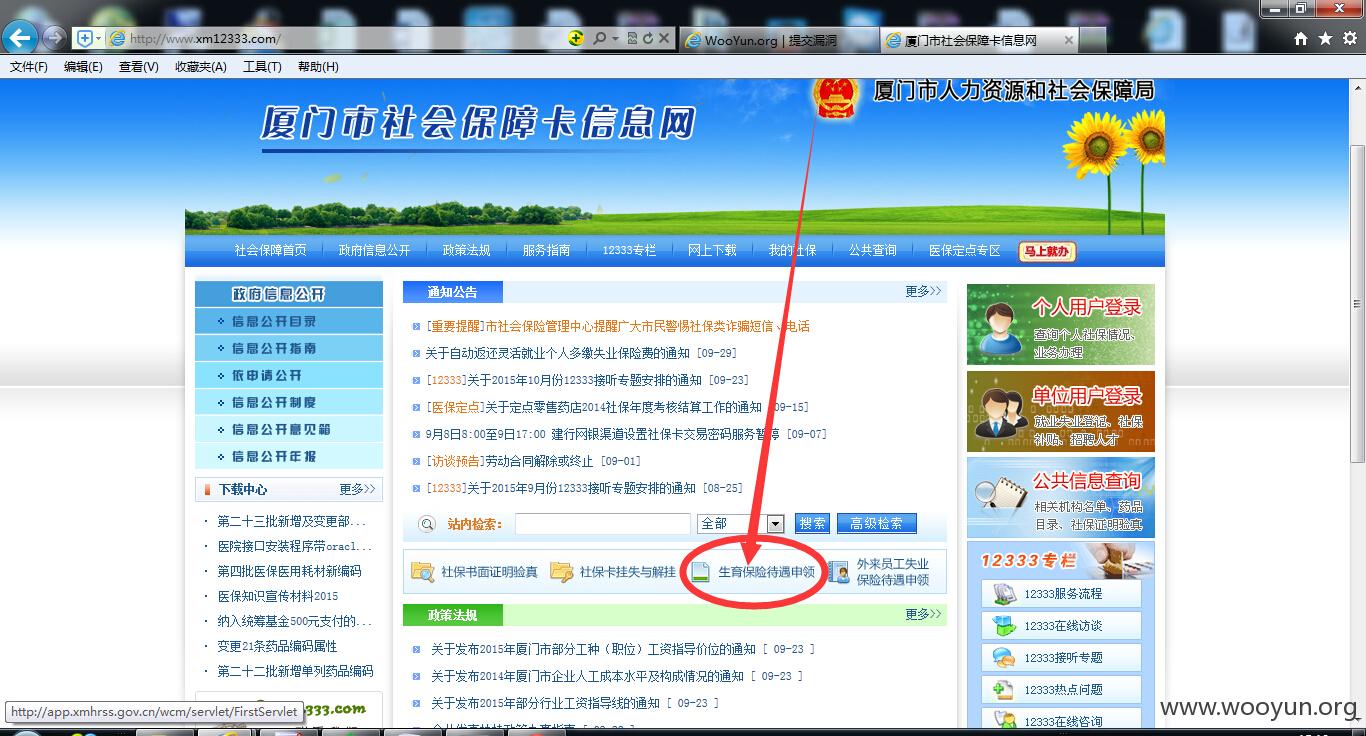 http://www.xm12333.com/
WooYun.org | 提交漏洞
厦门市社会保障卡信息网
文件(F) 编辑(E) 查看(V) 收藏夹(A) 工具(T) 帮助(H)
厦门市社会保障卡信息网
厦门市人力资源和社会保障局
社会保障首页 政府信息公开 政策法规 服务指南 12333专栏 网上下载 我的社保 公共查询 医保定点专区 马上就办
政府信息公开
信息公开目录
信息公开指南
依申请公开
信息公开制度
信息公开意见箱
信息公开年报
下载中心 更多>>
第二十三批新增及变更部...
医院接口安装程序带oracl...
第四批医保医用耗材新编码
医保知识宣传材料2015
纳入统筹基金500元支付的...
变更21条药品编码属性
第二十二批新增单列药品编码
333.com
通知公告 更多>>
[重要提醒]市社会保险管理中心提醒广大市民警惕社保类诈骗短信、电话
关于自动返还灵活就业个人多缴失业保险费的通知 [09-29]
[12333]关于2015年10月份12333接听专题安排的通知 [09-23]
[医保定点]关于定点零售药店2014社保年度考核结算工作的通知 [09-15]
9月8日8:00至9日17:00 建行网银渠道设置社保卡交易密码服务暂停 [09-07]
[访谈预告]劳动合同解除或终止 [09-01]
[12333]关于2015年9月份12333接听专题安排的通知 [08-25]
站内检索: 全部 搜索 高级检索
社保书面证明验真 社保卡挂失与解挂 生育保险待遇申领 外来员工失业保险待遇申领
政策法规 更多>>
关于发布2015年厦门市部分工种（职位）工资指导价位的通知 [ 09-23 ]
关于发布2014年厦门市企业人工成本水平及构成情况的通知 [ 09-23 ]
关于发布2015年部分行业工资指导线的通知 [ 09-23 ]
个人用户登录
查询个人社保情况、
业务办理
单位用户登录
就业失业登记、社保
补贴、招聘人才
公共信息查询
相关机构名单、药品
目录、社保证明验真
12333专栏
12333服务流程
12333在线访谈
12333接听专题
12333热点问题
12333在线咨询
http://app.xmhrss.gov.cn/wcm/servlet/FirstServlet
www.wooyun.org